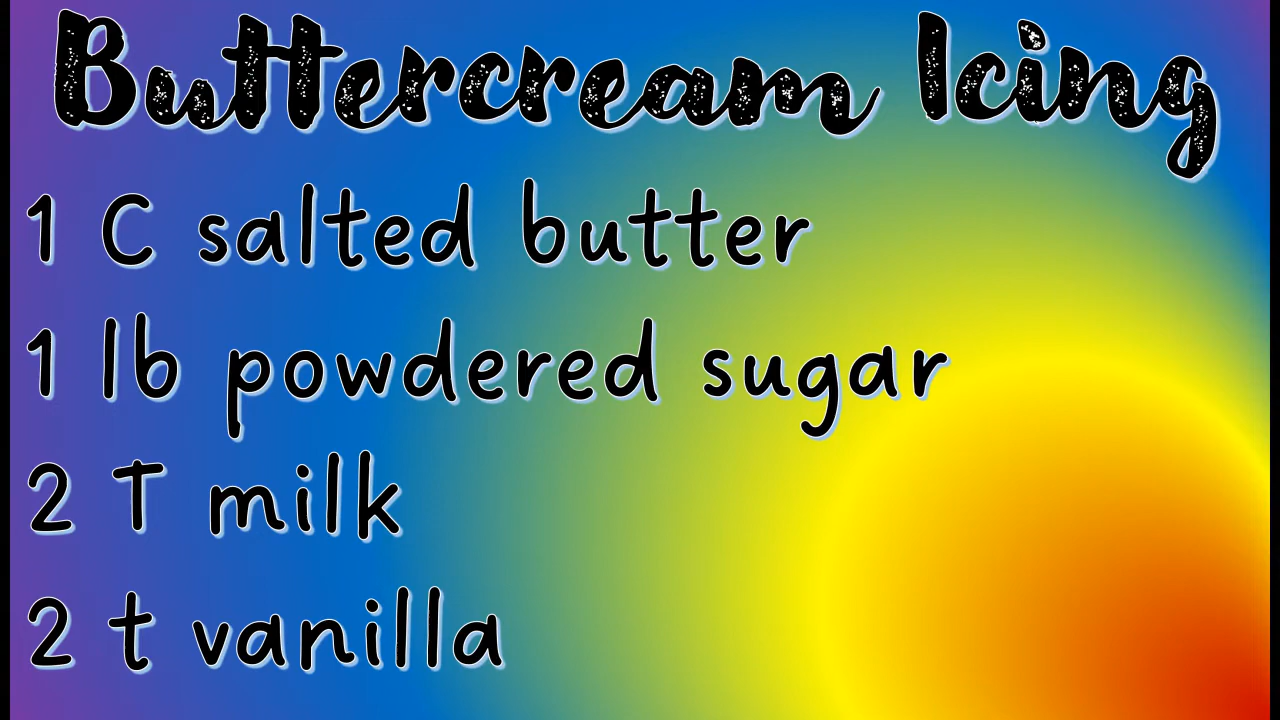 Buttercream Icing
1 C salted butter
1 lb powdered sugar
2 T milk
2 t vanilla